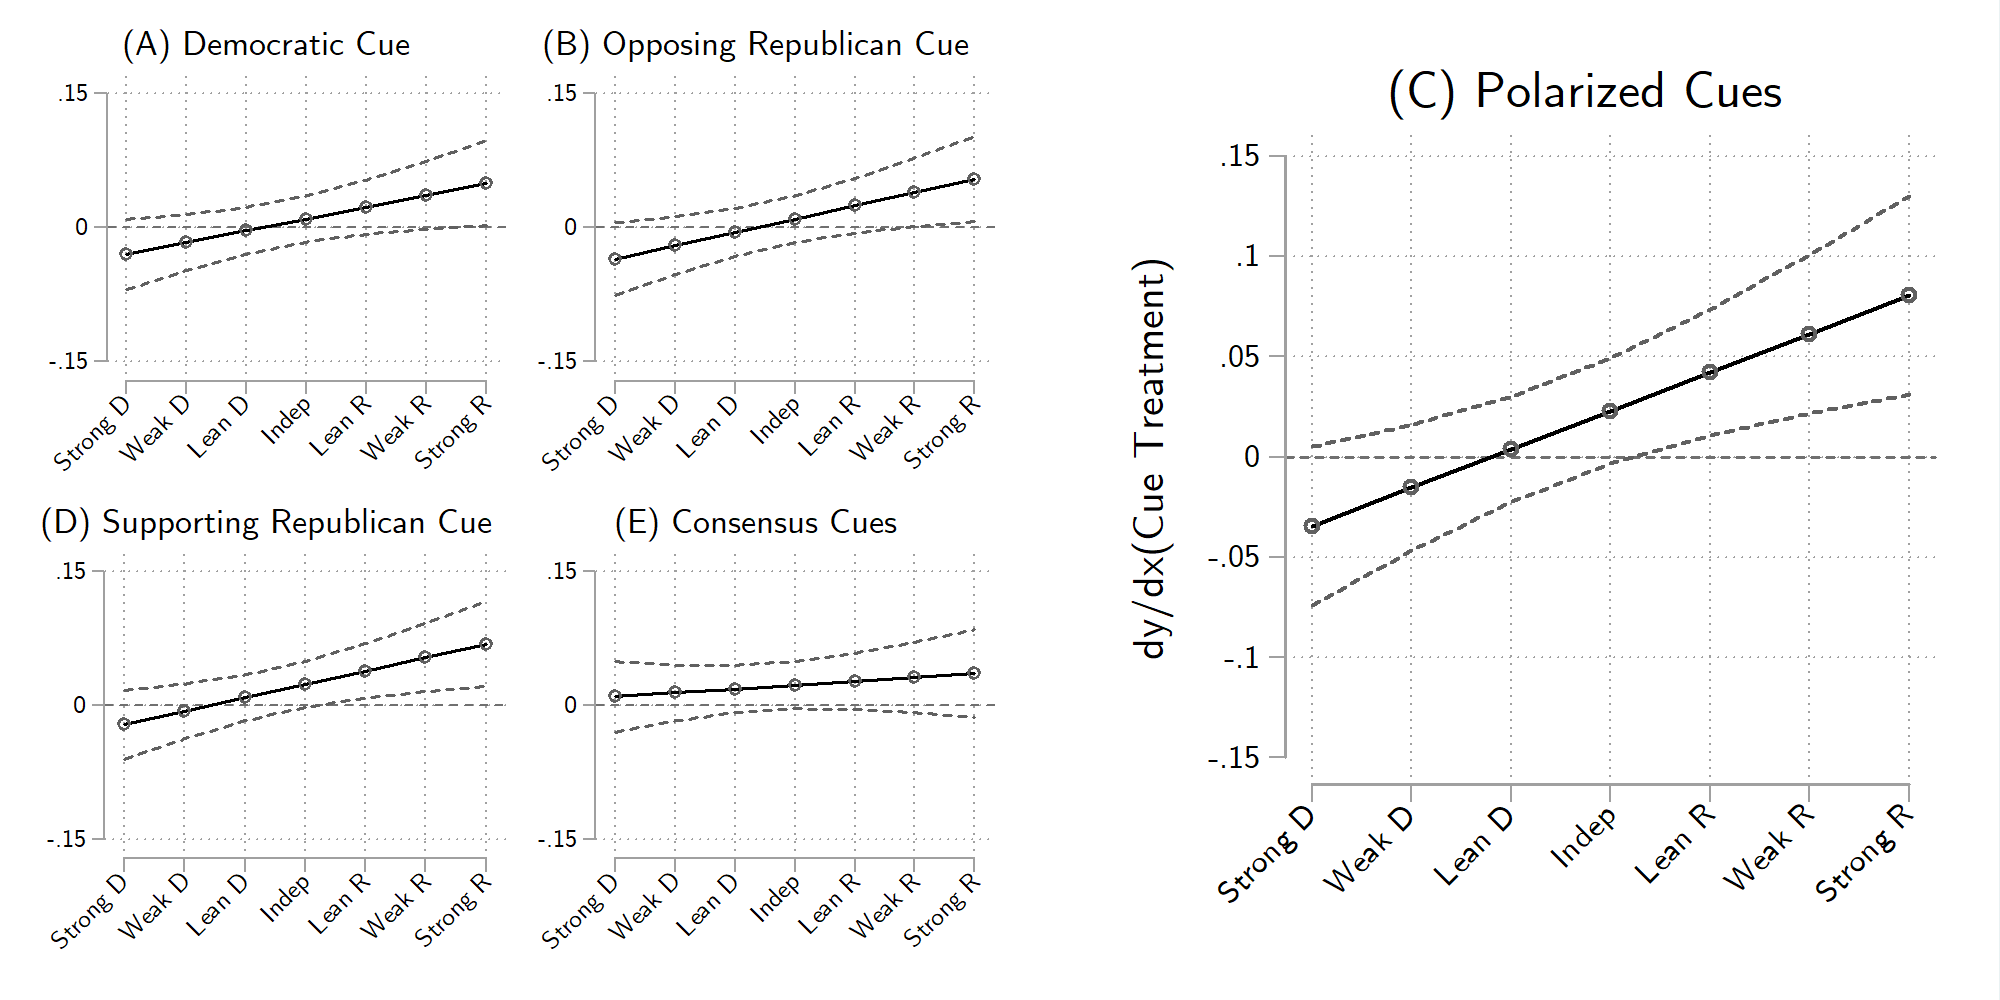 (A) Democratic Cue
.15
0
-.15
Strong D
Weak D
Lean D
Indep
Lean R
Weak R
Strong R
(B) Opposing Republican Cue
.15
0
-.15
Strong D
Weak D
Lean D
Indep
Lean R
Weak R
Strong R
(D) Supporting Republican Cue
.15
0
-.15
Strong D
Weak D
Lean D
Indep
Lean R
Weak R
Strong R
(E) Consensus Cues
.15
0
-.15
Strong D
Weak D
Lean D
Indep
Lean R
Weak R
Strong R
(C) Polarized Cues
dy/dx(Cue Treatment)
.15
.1
.05
0
-.05
-.1
-.15
Strong D
Weak D
Lean D
Indep
Lean R
Weak R
Strong R